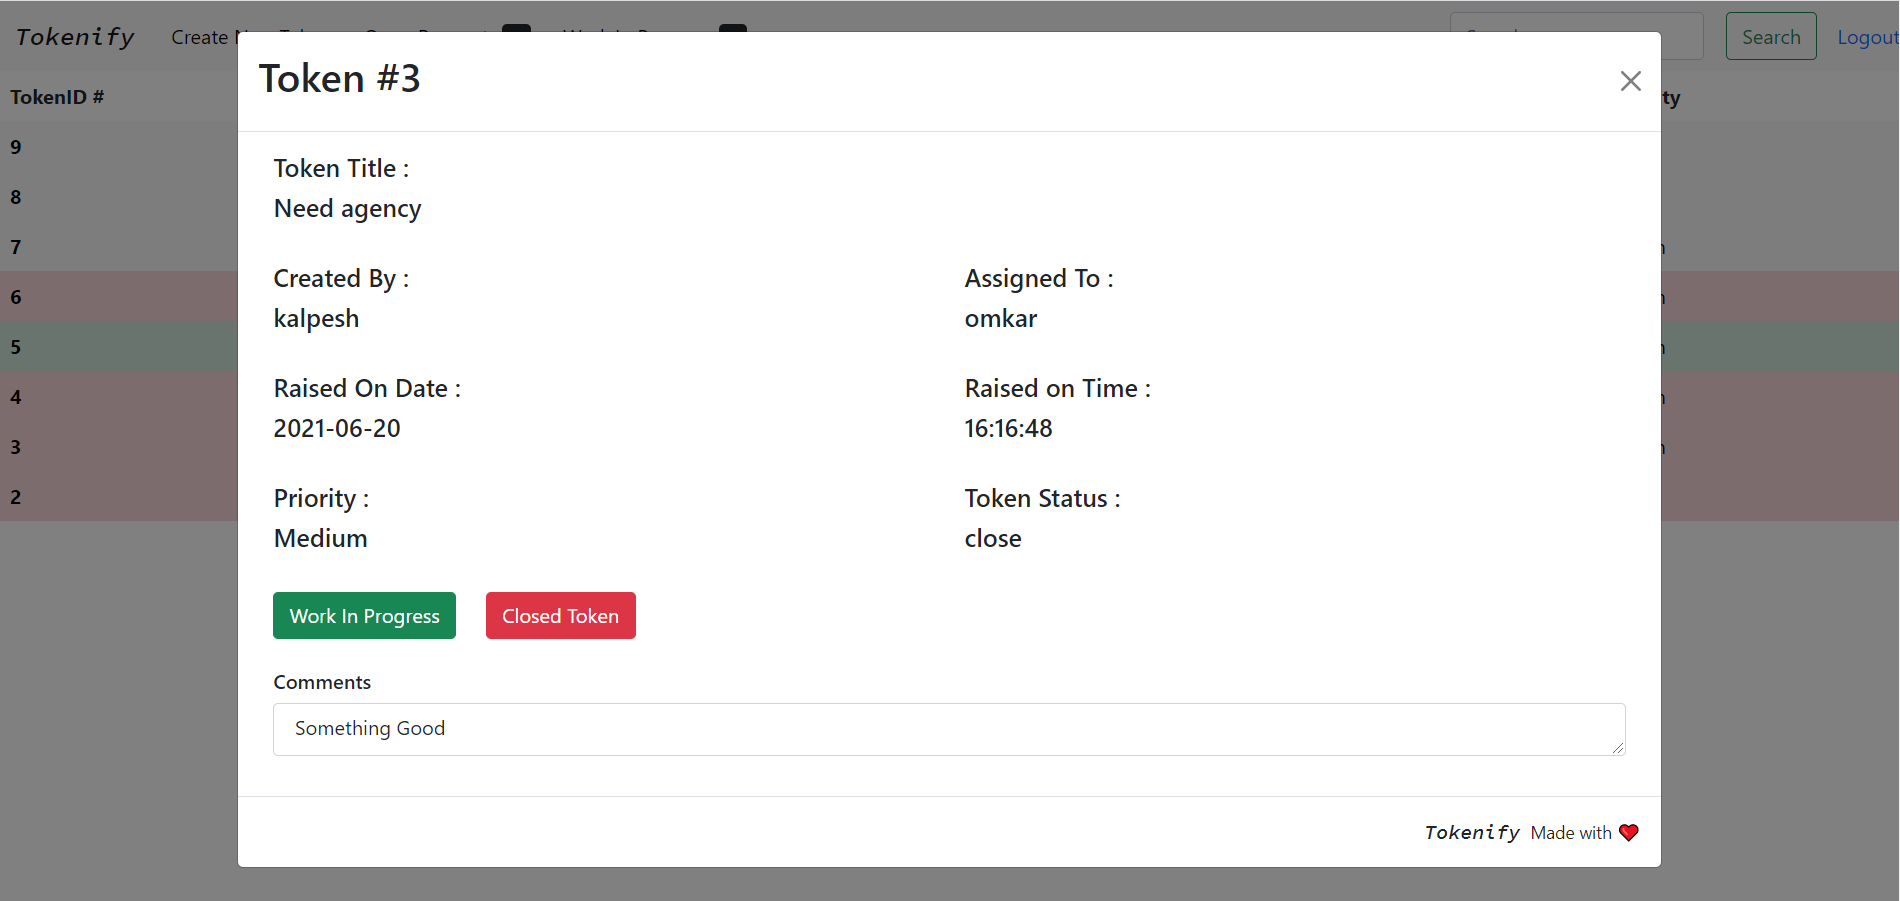 Tokenify Create Search Logout
TokenID #
9
8
7
6
5
4
3
2
Token #3
Token Title :
Need agency
Created By : Assigned To :
kalpesh omkar
Raised On Date : Raised on Time :
2021-06-20 16:16:48
Priority : Token Status :
Medium close
Work In Progress Closed Token
Comments
Something Good
Tokenify Made with